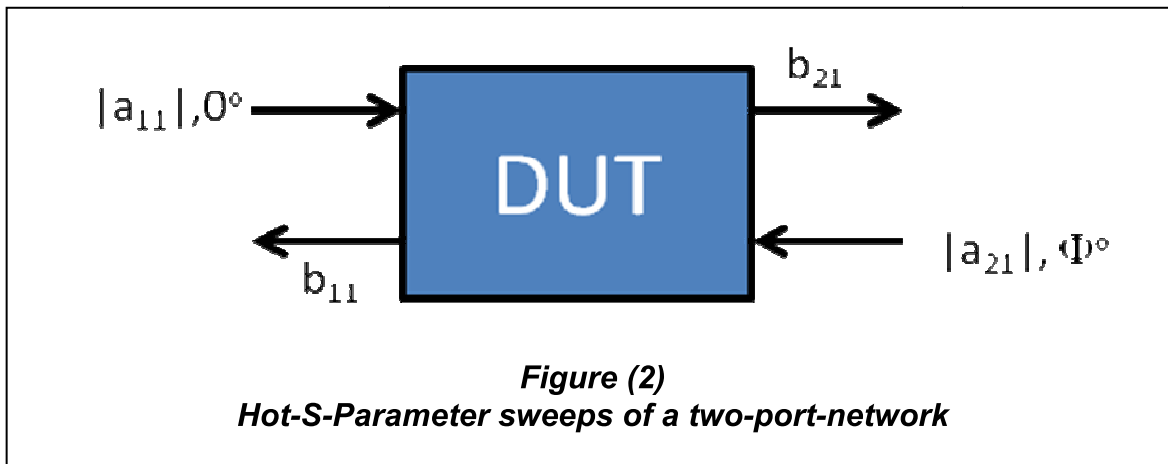 b₂₁
|a₁₁|,0°
DUT
|a₂₁|, Φ°
b₁₁
Figure (2)
Hot-S-Parameter sweeps of a two-port-network